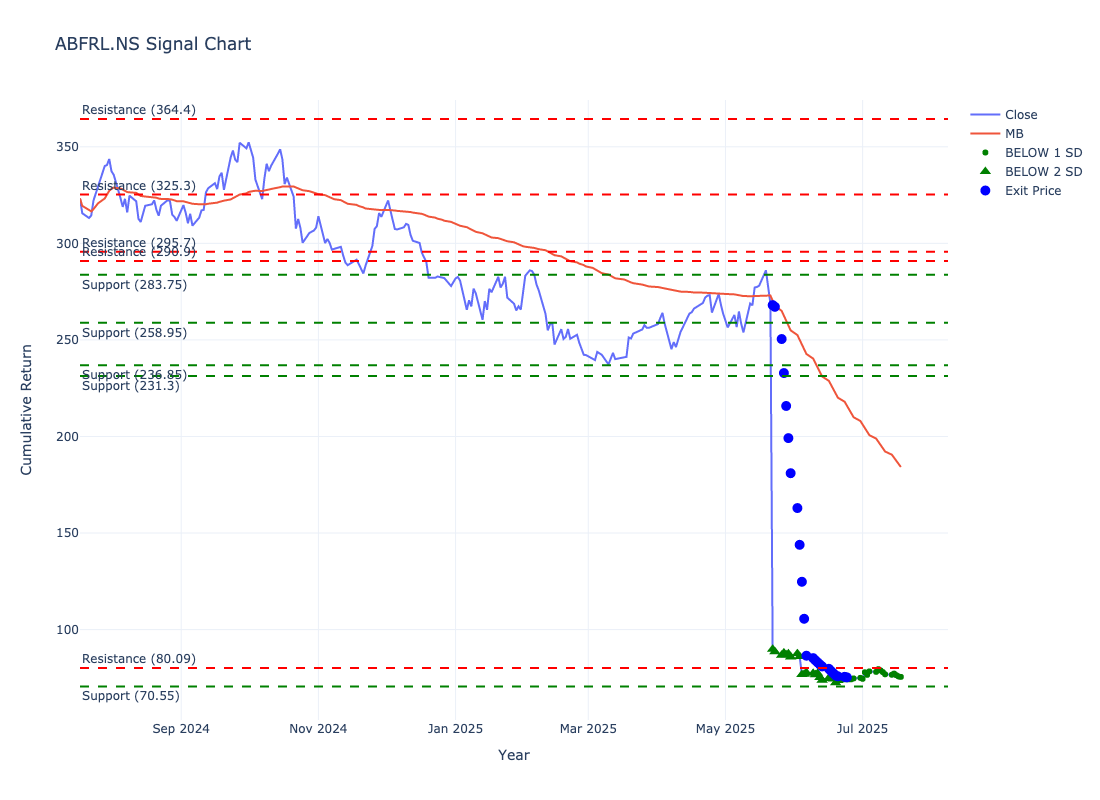 ABFRL.NS Signal Chart
Resistance (364.4)
Resistance (325.3)
Resistance (295.7)
Resistance (290.9)
Support (283.75)
Support (258.95)
Support (236.85)
Support (231.3)
Resistance (80.09)
Support (70.55)
350
300
250
200
150
100
Cumulative Return
Sep 2024
Nov 2024
Jan 2025
Mar 2025
May 2025
Jul 2025
Year
Close
MB
BELOW 1 SD
BELOW 2 SD
Exit Price